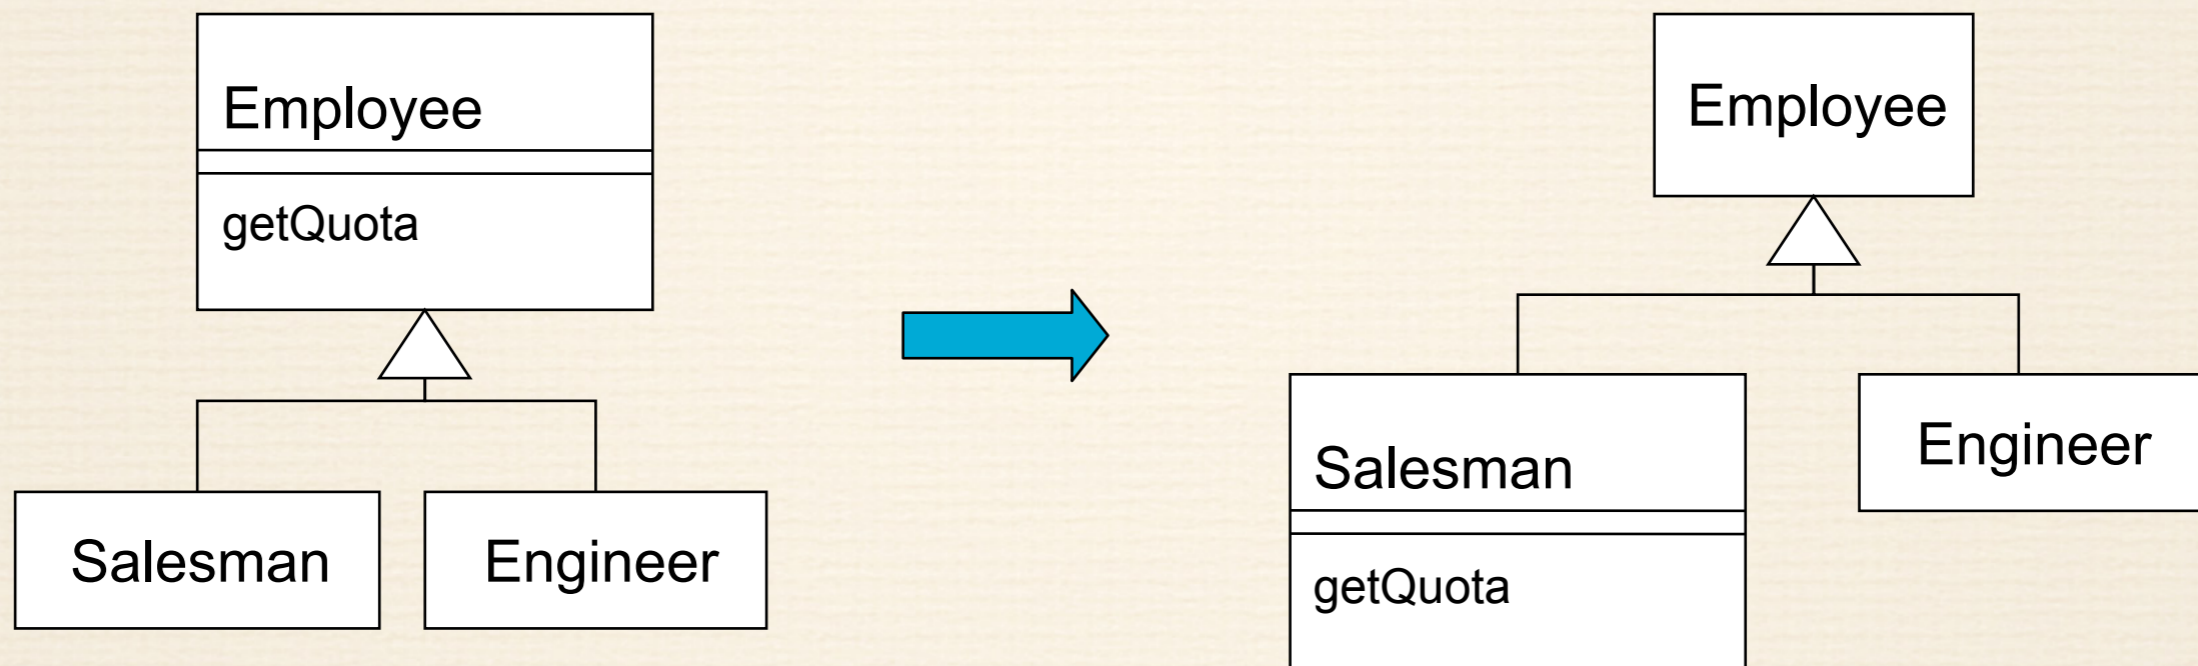 Employee
getQuota
Salesman
Engineer
Employee
Salesman
getQuota
Engineer